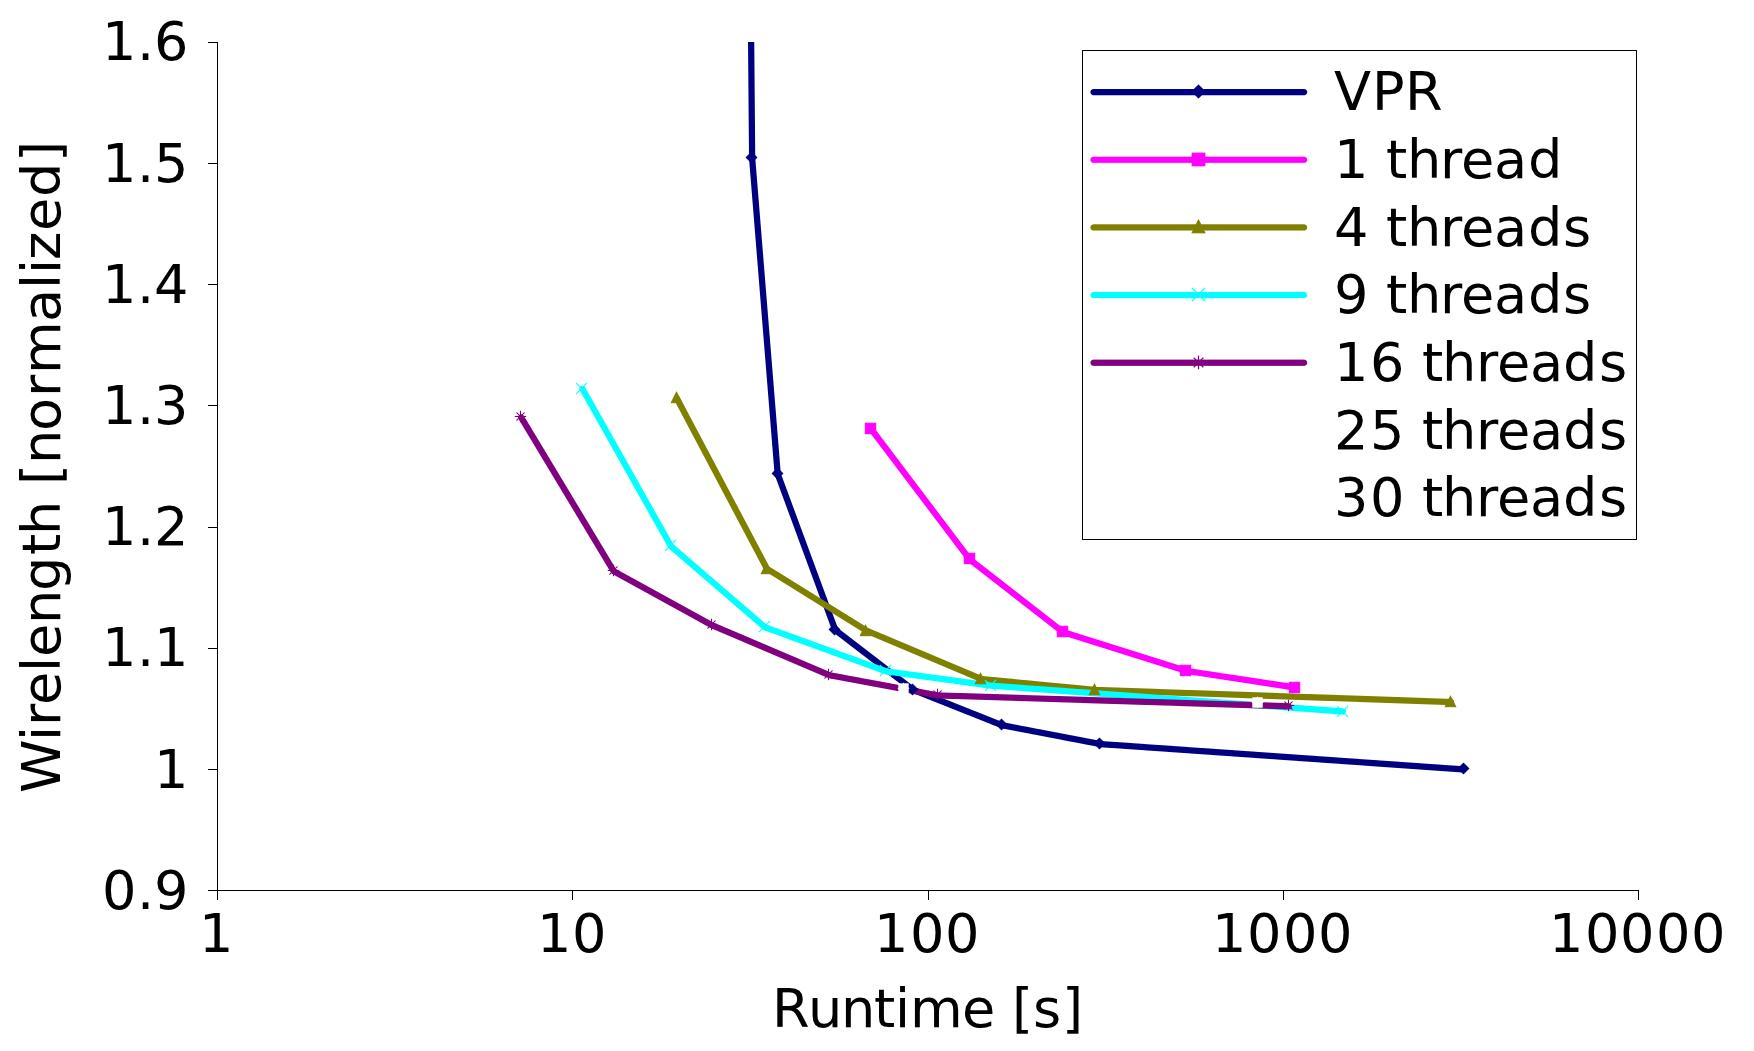 1.6
1.5
1.4
1.3
1.2
1.1
1
0.9
Wirelength [normalized]
1
10
100
1000
10000
Runtime [s]
VPR
1 thread
4 threads
9 threads
16 threads
25 threads
30 threads